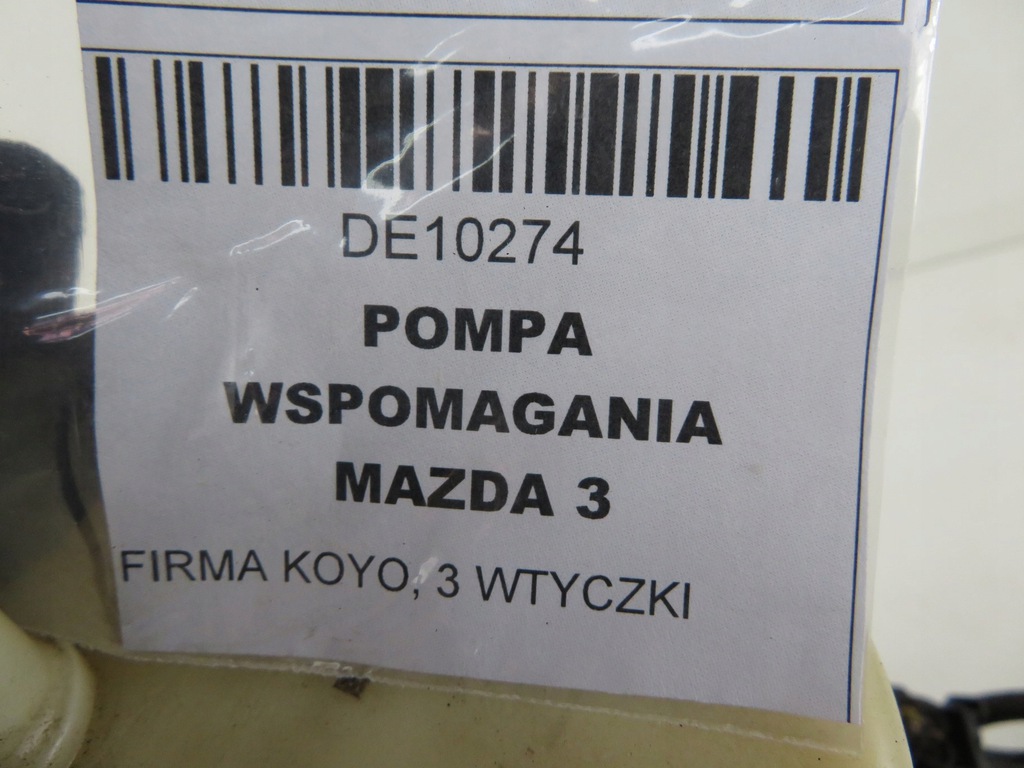 DE10274
POMPA
WSPOMAGANIA
MAZDA 3
FIRMA KOYO, 3 WTYCZKI